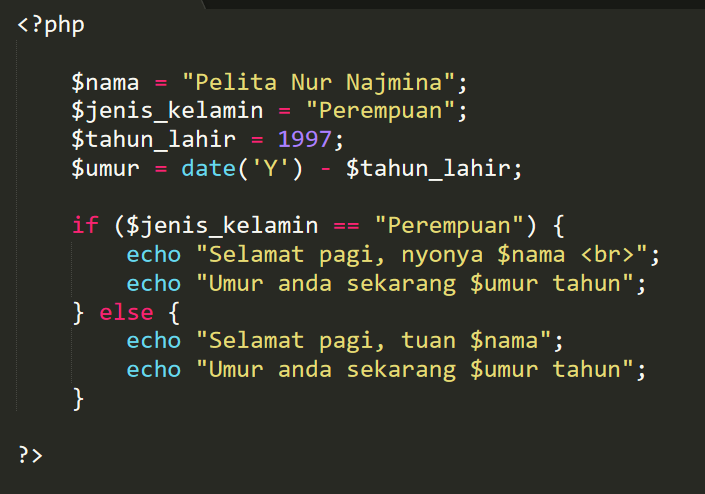 <?php
$nama = "Pelita Nur Najmina";
$jenis_kelamin = "Perempuan";
$tahun_lahir = 1997;
$umur = date('Y') - $tahun_lahir;
if ($jenis_kelamin == "Perempuan") {
echo "Selamat pagi, nyonya $nama <br>";
echo "Umur anda sekarang $umur tahun";
} else {
echo "Selamat pagi, tuan $nama";
echo "Umur anda sekarang $umur tahun";
}
?>